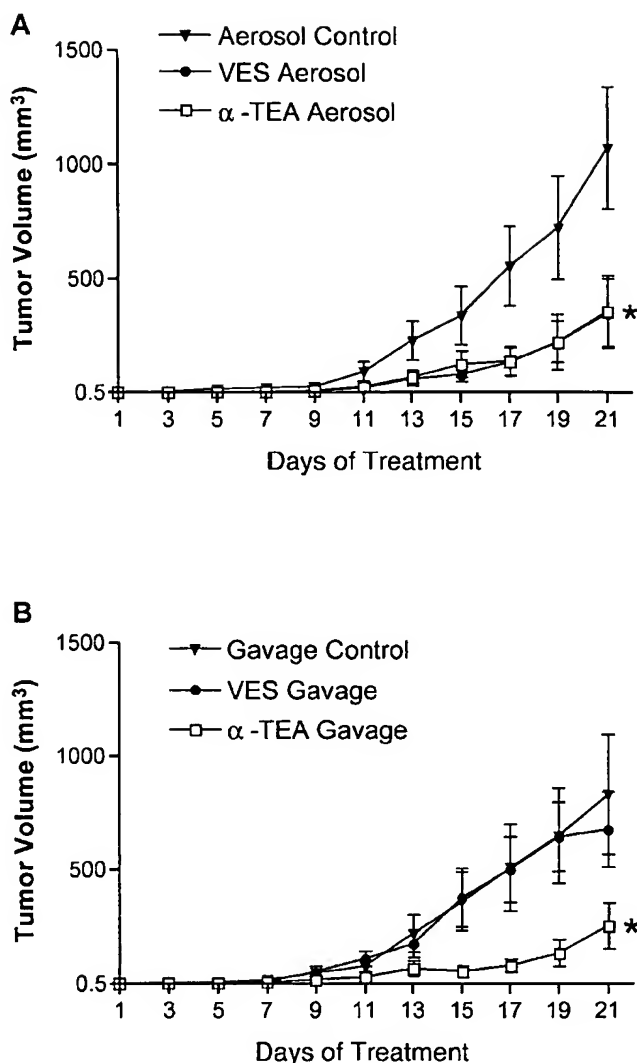 A
Aerosol Control
VES Aerosol
α -TEA Aerosol
Tumor Volume (mm³)
1500
1000
500
0.5
1 3 5 7 9 11 13 15 17 19 21
*
Days of Treatment
B
Gavage Control
VES Gavage
α -TEA Gavage
Tumor Volume (mm³)
1500
1000
500
0.5
1 3 5 7 9 11 13 15 17 19 21
*
Days of Treatment